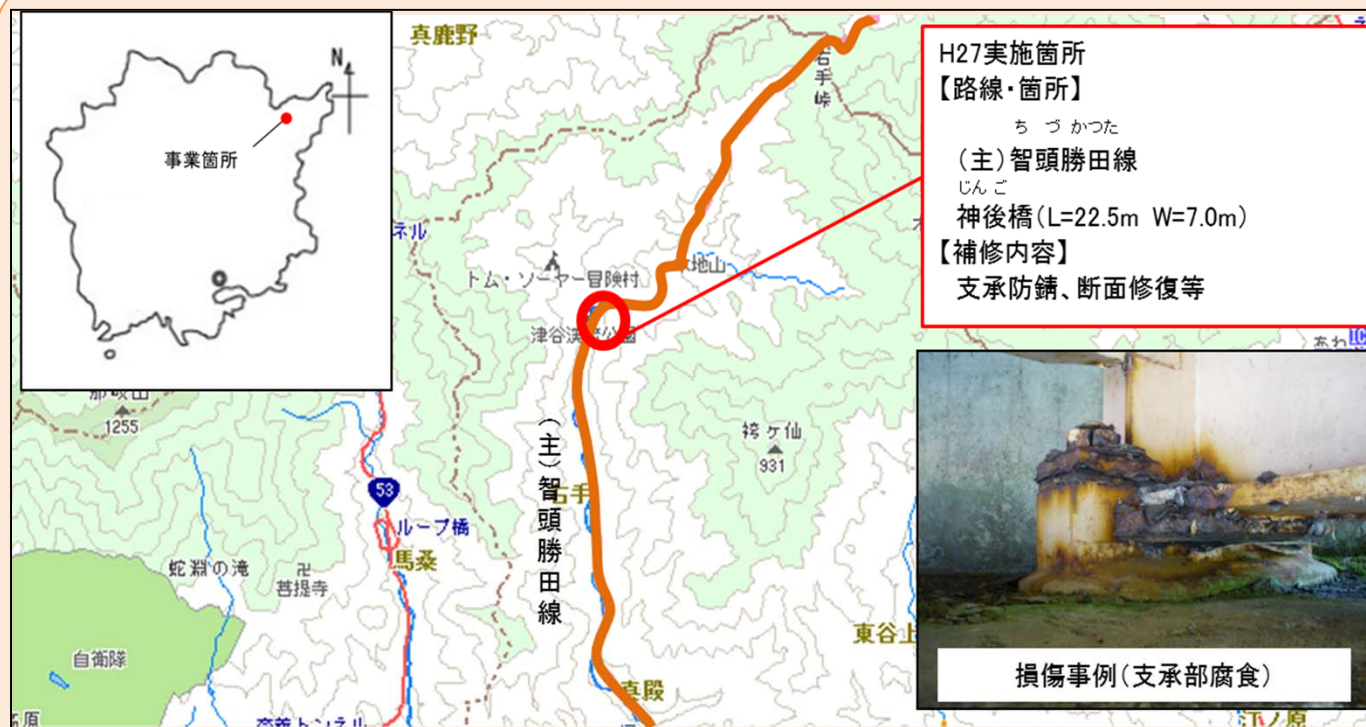 N
事業箇所
真鹿野
右手峠
H27実施箇所
【路線・箇所】
ち づ かつた
(主)智頭勝田線
じんご
神後橋(L=22.5m W=7.0m)
【補修内容】
支承防錆、断面修復等
ネル
トム・ソーヤー冒険村
地山
津谷渓
公園
あわ
IC
1255
袴ヶ仙
931
(主)智頭勝田線
右手
53
ループ橋
馬桑
蛇淵の滝
菩提寺
自衛隊
東谷上
真殿
損傷事例(支承部腐食)
江ノ原